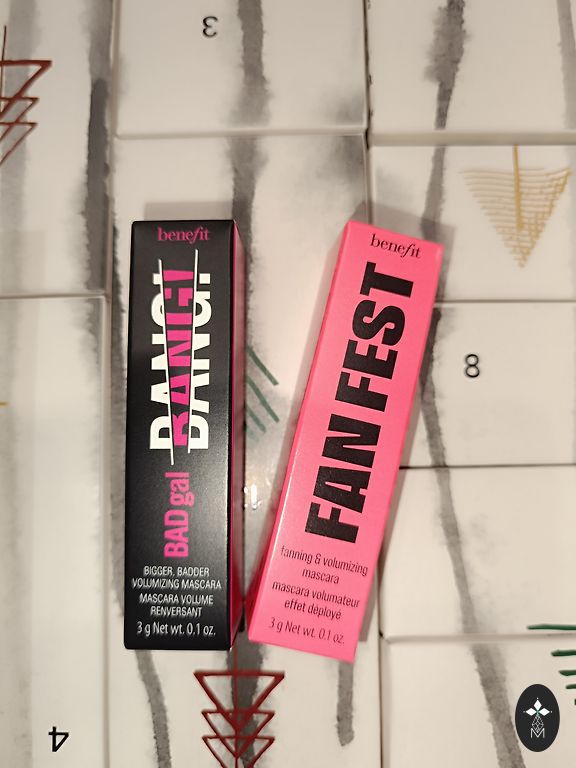 3
benefit
BAD gal BANG!
BIGGER, BADDER
VOLUMIZING MASCARA
MASCARA VOLUME
RENVERSANT
3 g Net wt. 0.1 oz.
benefit
FAN FEST
fanning & volumizing
mascara
mascara volumateur
effet déployé
3 g Net wt. 0.1 oz.
8
4
M